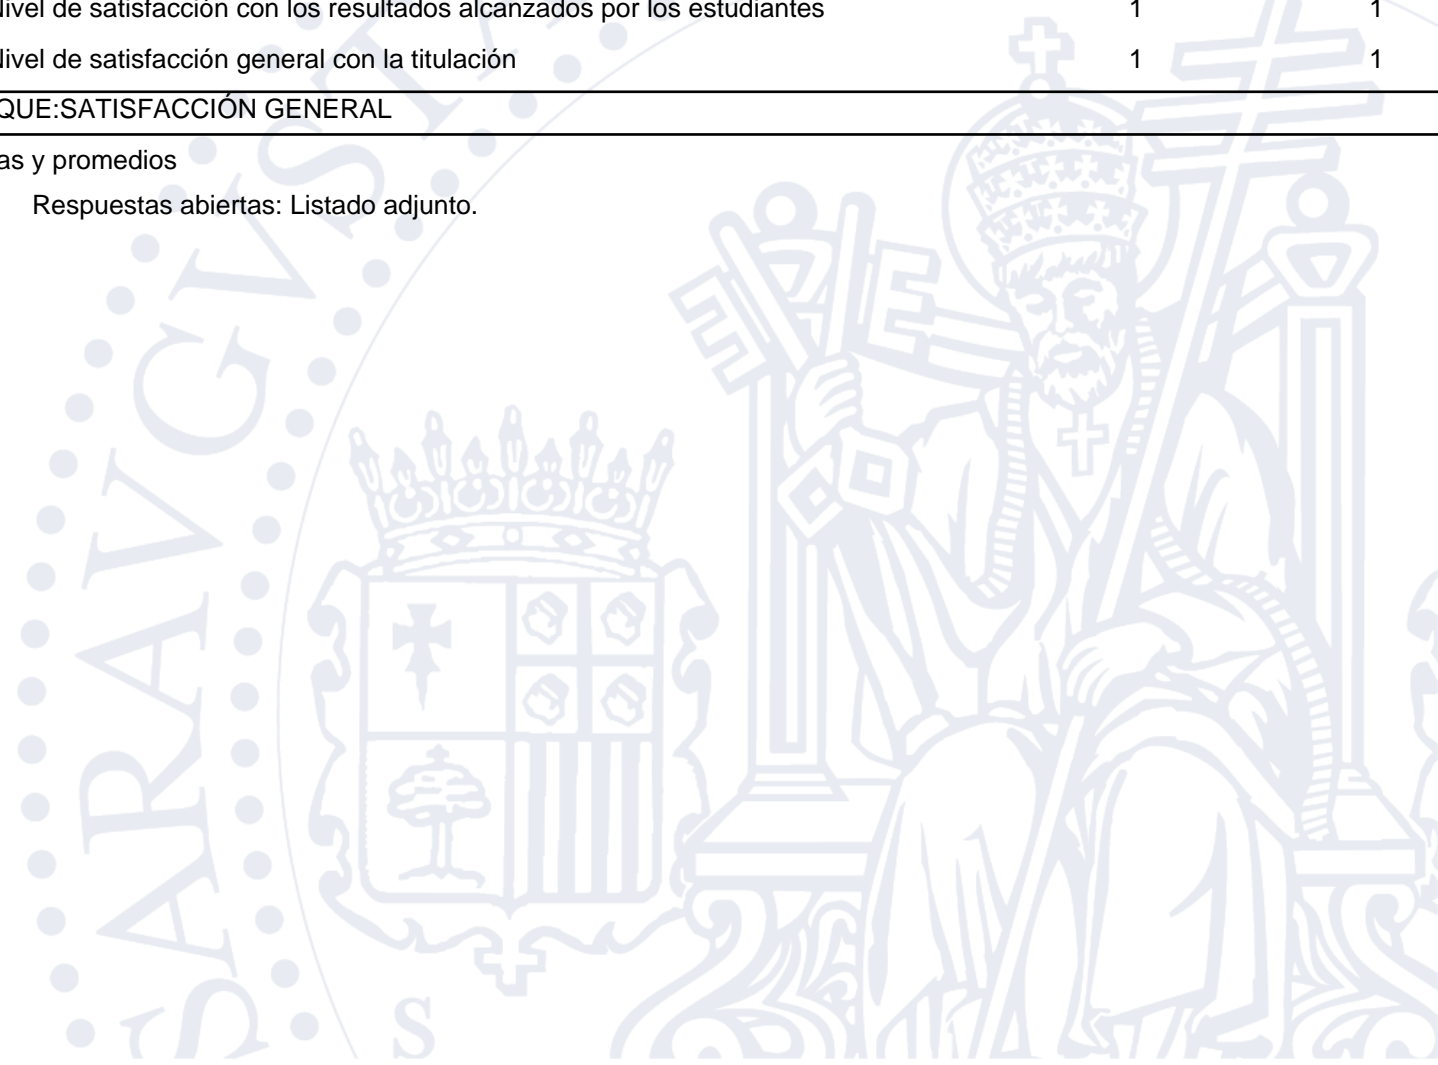 Nivel de satisfacción con los resultados alcanzados por los estudiantes 1 1
Nivel de satisfacción general con la titulación 1 1
QUE:SATISFACCIÓN GENERAL
as y promedios
Respuestas abiertas: Listado adjunto.
SARAVGVST
S